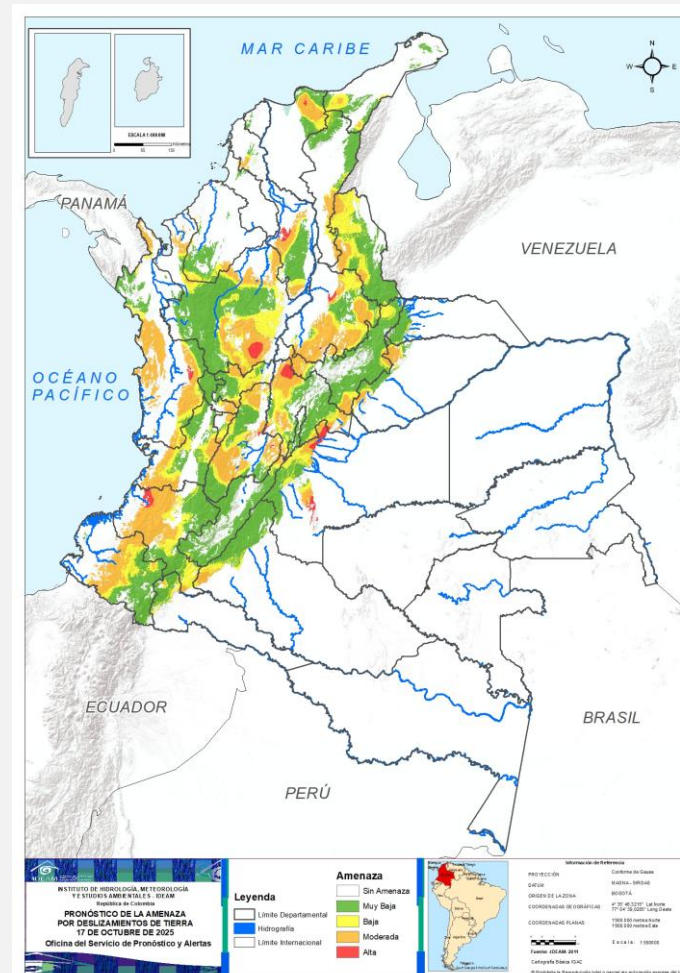 MAR CARIBE
N
W
E
S
PANAMÁ
VENEZUELA
OCÉANO
PACÍFICO
ECUADOR
PERÚ
BRASIL
INSTITUTO DE HIDROLOGÍA, METEOROLOGÍA
Y ESTUDIOS AMBIENTALES - IDEAM
República de Colombia
PRONÓSTICO DE LA AMENAZA
POR DESLIZAMIENTOS DE TIERRA
17 DE OCTUBRE DE 2025
Oficina del Servicio de Pronóstico y Alertas
Leyenda
Límite Departamental
Hidrografía
Límite Internacional
Amenaza
Sin Amenaza
Muy Baja
Baja
Moderada
Alta
Información de Referencia
PROYECCIÓN
Conforme de Gauss
DATUM
MAGNA - SIRGAS
ORIGEN DE LA ZONA
BOGOTÁ
COORDENADAS GEOGRÁFICAS
COORDENADAS PLANAS
Fuente: IDEAM 2011
Cartografía Básica IGAC